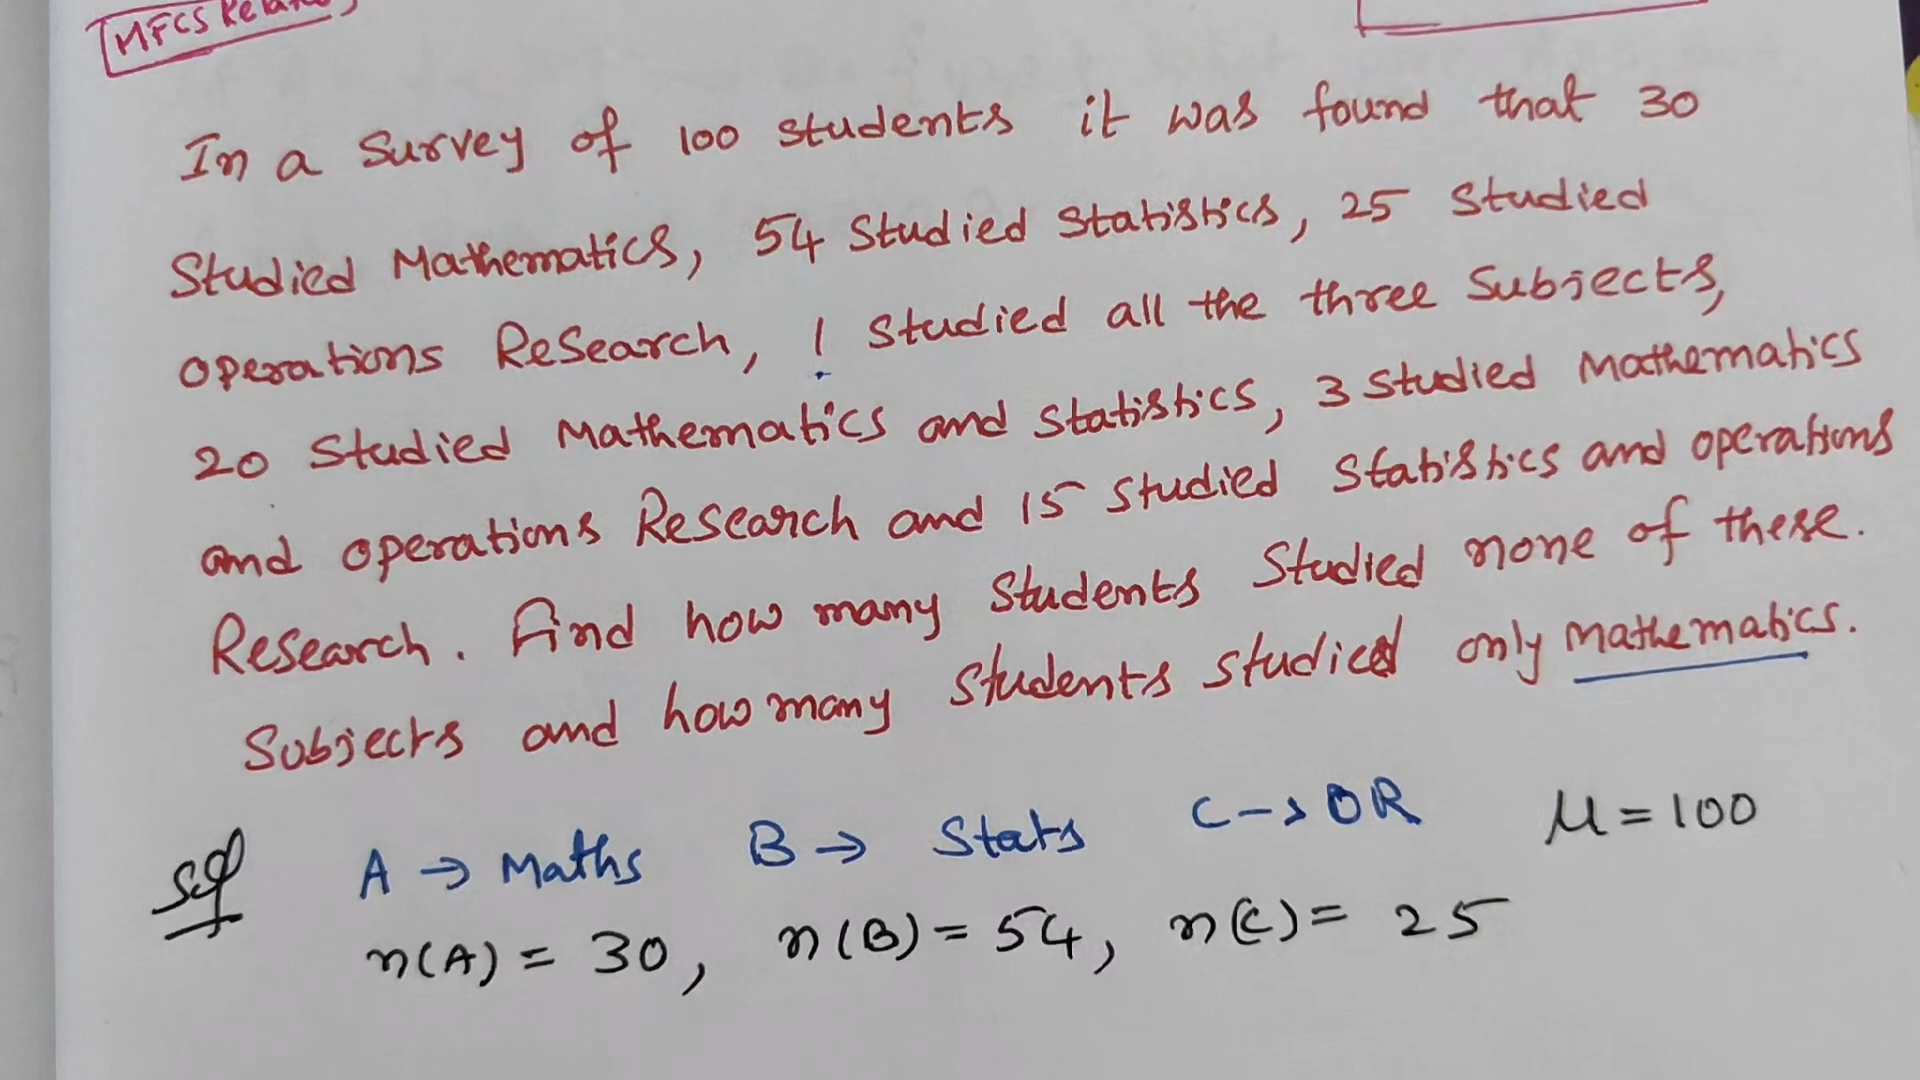 MFCS Related
In a Survey of 100 students it was found that 30
Studied Mathematics, 54 Studied Statistics, 25 Studied
Operations Research, 1 Studied all the three Subjects,
20 Studied Mathematics and Statistics, 3 Studied Mathematics
and operations Research and 15 Studied Statistics and operations
Research. Find how many Students Studied none of these.
Subjects and how many Students Studied only Mathematics.
Sol A → Maths B → Stats C → OR μ = 100
n(A) = 30, n(B) = 54, n(C) = 25